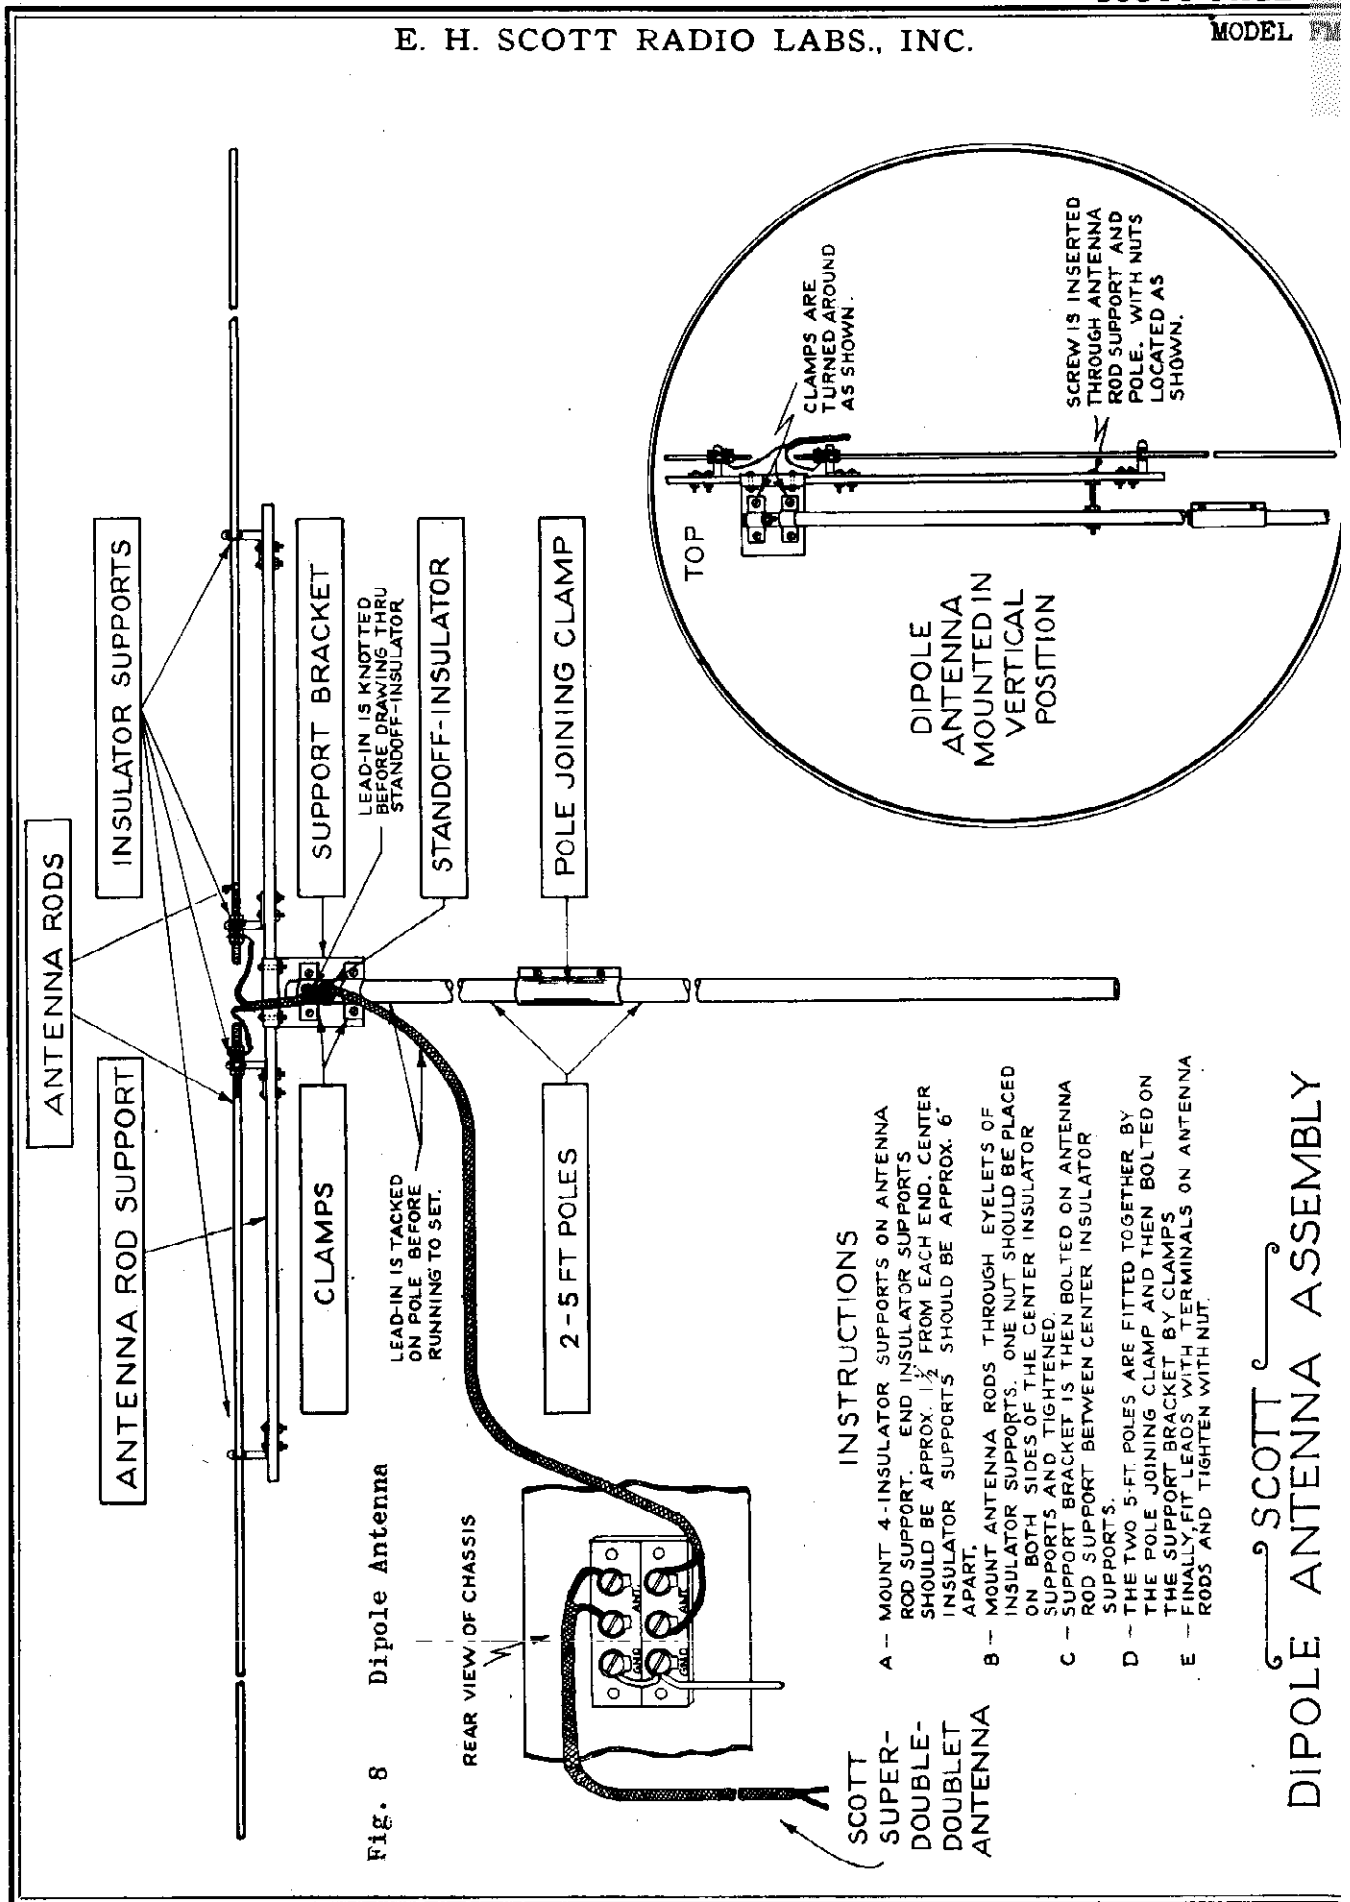 E. H. SCOTT RADIO LABS., INC.
MODEL
ANTENNA RODS
INSULATOR SUPPORTS
ANTENNA ROD SUPPORT
SUPPORT BRACKET
LEAD-IN IS KNOTTED
BEFORE DRAWING THRU
STANDOFF-INSULATOR
STANDOFF-INSULATOR
CLAMPS
LEAD-IN IS TACKED
ON POLE BEFORE
RUNNING TO SET.
POLE JOINING CLAMP
2-5 FT POLES
Fig. 8 Dipole Antenna
REAR VIEW OF CHASSIS
ANT
GND
ANT
GND
SCOTT
SUPER-
DOUBLE-
DOUBLET
ANTENNA
TOP
CLAMPS ARE
TURNED AROUND
AS SHOWN.
SCREW IS INSERTED
THROUGH ANTENNA
ROD SUPPORT AND
POLE. WITH NUTS
LOCATED AS
SHOWN.
DIPOLE
ANTENNA
MOUNTED IN
VERTICAL
POSITION
INSTRUCTIONS
A -- MOUNT 4-INSULATOR SUPPORTS ON ANTENNA
ROD SUPPORT. END INSULATOR SUPPORTS
SHOULD BE APPROX. 1½" FROM EACH END. CENTER
INSULATOR SUPPORTS SHOULD BE APPROX. 6"
APART.
B -- MOUNT ANTENNA RODS THROUGH EYELETS OF
INSULATOR SUPPORTS. ONE NUT SHOULD BE PLACED
ON BOTH SIDES OF THE CENTER INSULATOR
SUPPORTS AND TIGHTENED.
C -- SUPPORT BRACKET IS THEN BOLTED ON ANTENNA
ROD SUPPORT BETWEEN CENTER INSULATOR
SUPPORTS.
D -- THE TWO 5-FT. POLES ARE FITTED TOGETHER BY
THE POLE JOINING CLAMP AND THEN BOLTED ON
THE SUPPORT BRACKET BY CLAMPS
E -- FINALLY, FIT LEADS WITH TERMINALS ON ANTENNA
RODS AND TIGHTEN WITH NUT.
SCOTT
DIPOLE ANTENNA ASSEMBLY